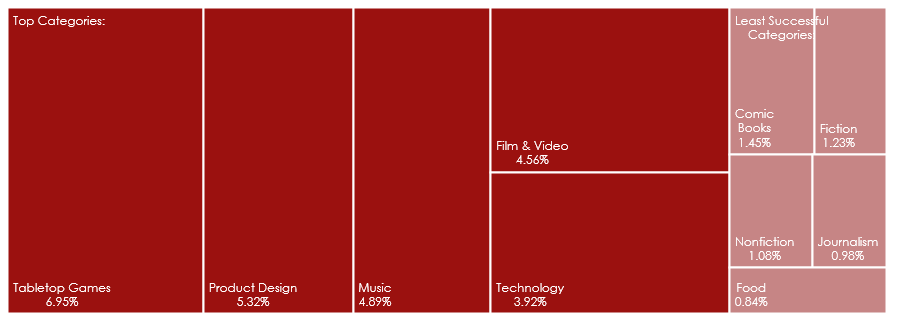 Top Categories:
Tabletop Games
6.95%
Product Design
5.32%
Music
4.89%
Film & Video
4.56%
Technology
3.92%
Least Successful
Categories
Comic
Books
1.45%
Fiction
1.23%
Nonfiction
1.08%
Journalism
0.98%
Food
0.84%